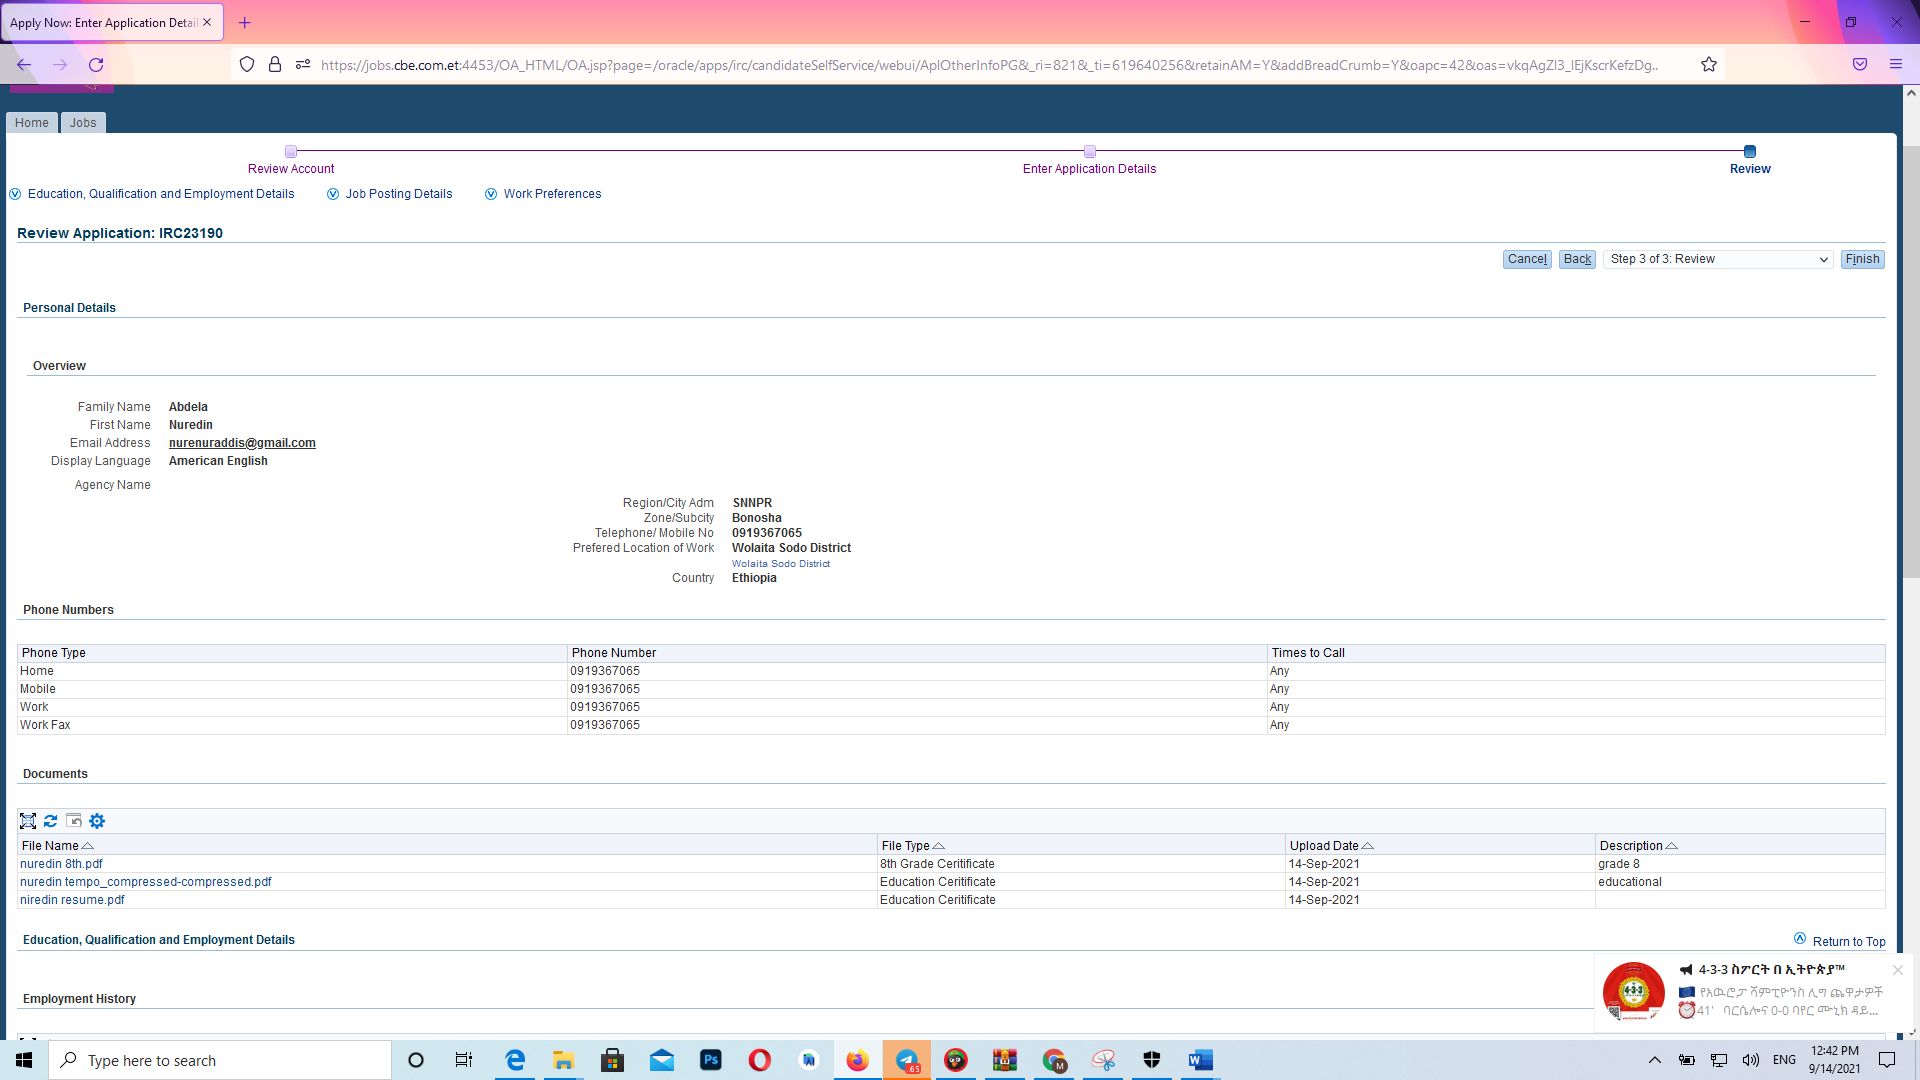 Apply Now: Enter Application Detail
https://jobs.cbe.com.et:4453/OA_HTML/OA.jsp?page=/oracle/apps/irc/candidateSelfService/webui/AplOtherInfoPG&_ri=821&_ti=619640256&retainAM=Y&addBreadCrumb=Y&oapc=42&oas=vkqAgZl3_lEjKscrKefzDg..
Home Jobs
Review Account Enter Application Details Review
Education, Qualification and Employment Details Job Posting Details Work Preferences
Review Application: IRC23190
Cancel Back Step 3 of 3: Review Finish
Personal Details
Overview
Family Name Abdela
First Name Nuredin
Email Address nurenuraddis@gmail.com
Display Language American English
Agency Name
Region/City Adm SNNPR
Zone/Subcity Bonosha
Telephone/ Mobile No 0919367065
Prefered Location of Work Wolaita Sodo District
Wolaita Sodo District
Country Ethiopia
Phone Numbers
Phone Type Phone Number Times to Call
Home 0919367065 Any
Mobile 0919367065 Any
Work 0919367065 Any
Work Fax 0919367065 Any
Documents
File Name File Type Upload Date Description
nuredin 8th.pdf 8th Grade Ceritificate 14-Sep-2021 grade 8
nuredin tempo_compressed-compressed.pdf Education Ceritificate 14-Sep-2021 educational
niredin resume.pdf Education Ceritificate 14-Sep-2021
Education, Qualification and Employment Details Return to Top
Employment History
4-3-3 ስፖርት በ ኢትዮጵያ™
የአዉሮፓ ሻምፒዮንስ ሊግ ጨዋታዎች
41' ባርሴሎና 0-0 ባየር ሙኒክ ዳይ...
Type here to search
Ps
.65
M
W
ENG
12:42 PM
9/14/2021